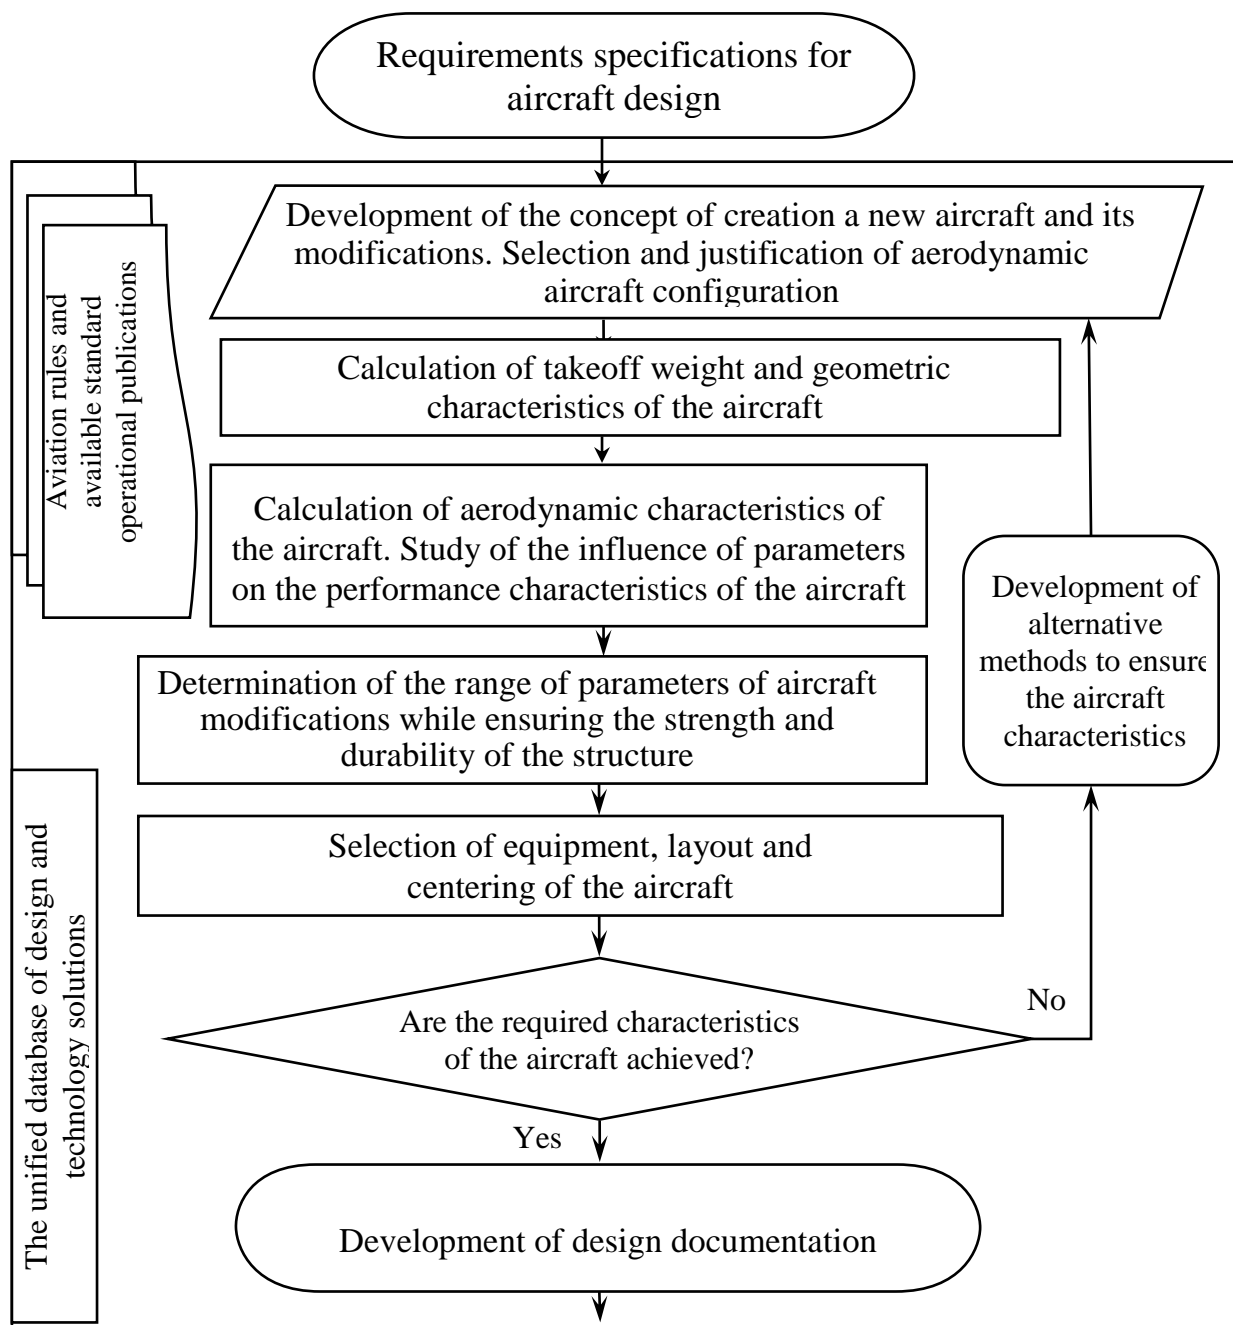 Requirements specifications for
aircraft design
Development of the concept of creation a new aircraft and its
modifications. Selection and justification of aerodynamic
aircraft configuration
Aviation rules and
available standard
operational publications
Calculation of takeoff weight and geometric
characteristics of the aircraft
Calculation of aerodynamic characteristics of
the aircraft. Study of the influence of parameters
on the performance characteristics of the aircraft
Development of
alternative
methods to ensure
the aircraft
characteristics
Determination of the range of parameters of aircraft
modifications while ensuring the strength and
durability of the structure
Selection of equipment, layout and
centering of the aircraft
The unified database of design and
technology solutions
Are the required characteristics
of the aircraft achieved?
No
Yes
Development of design documentation